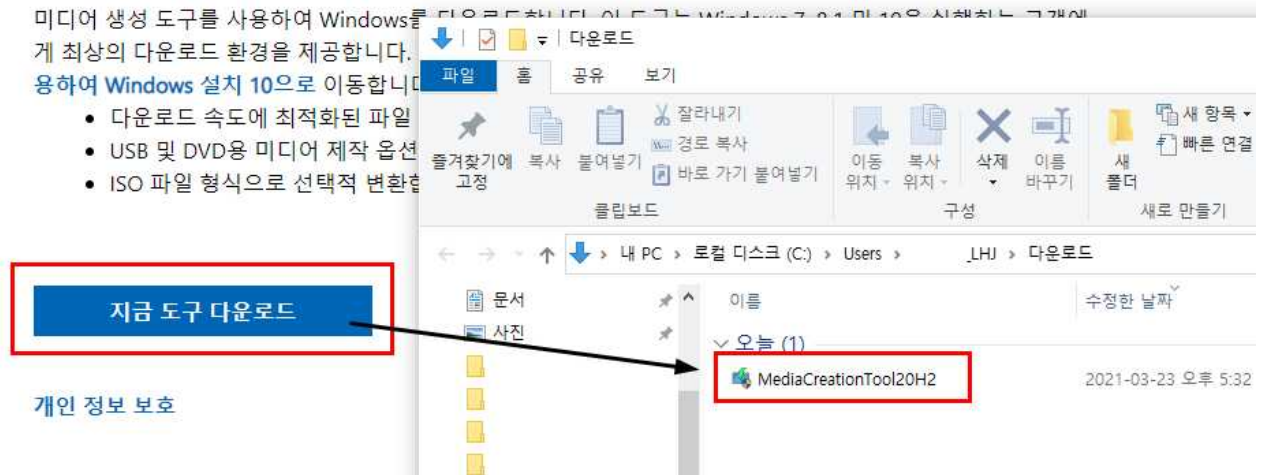 미디어 생성 도구를 사용하여 Windows를
게 최상의 다운로드 환경을 제공합니다.
용하여 Windows 설치 10으로 이동합니다
• 다운로드 속도에 최적화된 파일
• USB 및 DVD용 미디어 제작 옵션
• ISO 파일 형식으로 선택적 변환
지금 도구 다운로드
개인 정보 보호
다운로드
파일 홈 공유 보기
즐겨찾기에 고정
복사
붙여넣기
잘라내기
경로 복사
바로 가기 붙여넣기
이동 위치
복사 위치
삭제
이름 바꾸기
새 폴더
새 항목
빠른 연결
클립보드 구성 새로 만들기
내 PC › 로컬 디스크 (C:) › Users › _LHJ › 다운로드
문서
사진
이름 수정한 날짜
오늘 (1)
MediaCreationTool20H2 2021-03-23 오후 5:32